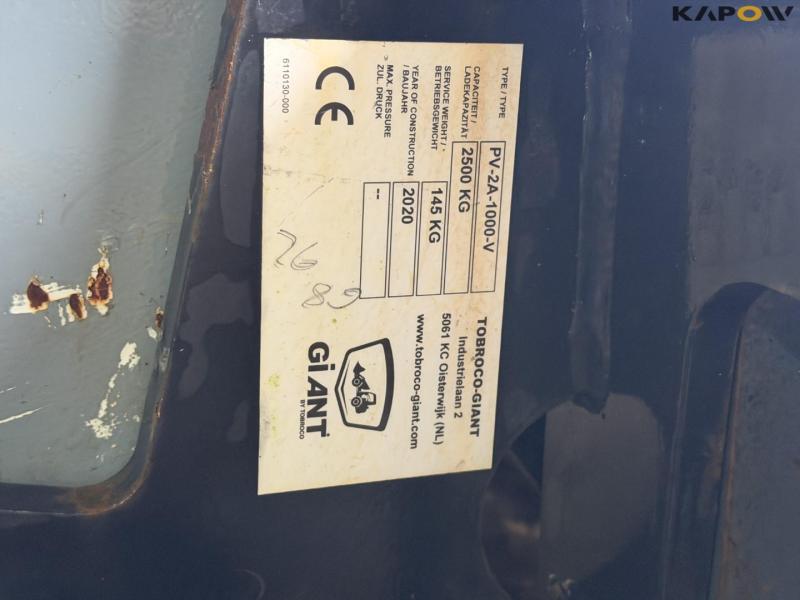 KAPOW
TYPE / TYPE PV-2A-1000-V
CAPACITEIT /
LADEKAPAZITÄT 2500 KG
SERVICE WEIGHT / -
BETRIEBSGEWICHT 145 KG
YEAR OF CONSTRUCTION
/ BAUJAHR 2020
MAX. PRESSURE
ZUL. DRUCK --
CE
6110130-000
TOBROCO-GIANT
Industrielaan 2
5061 KC Oisterwijk (NL)
www.tobroco-giant.com
GiANT
BY TOBROCO